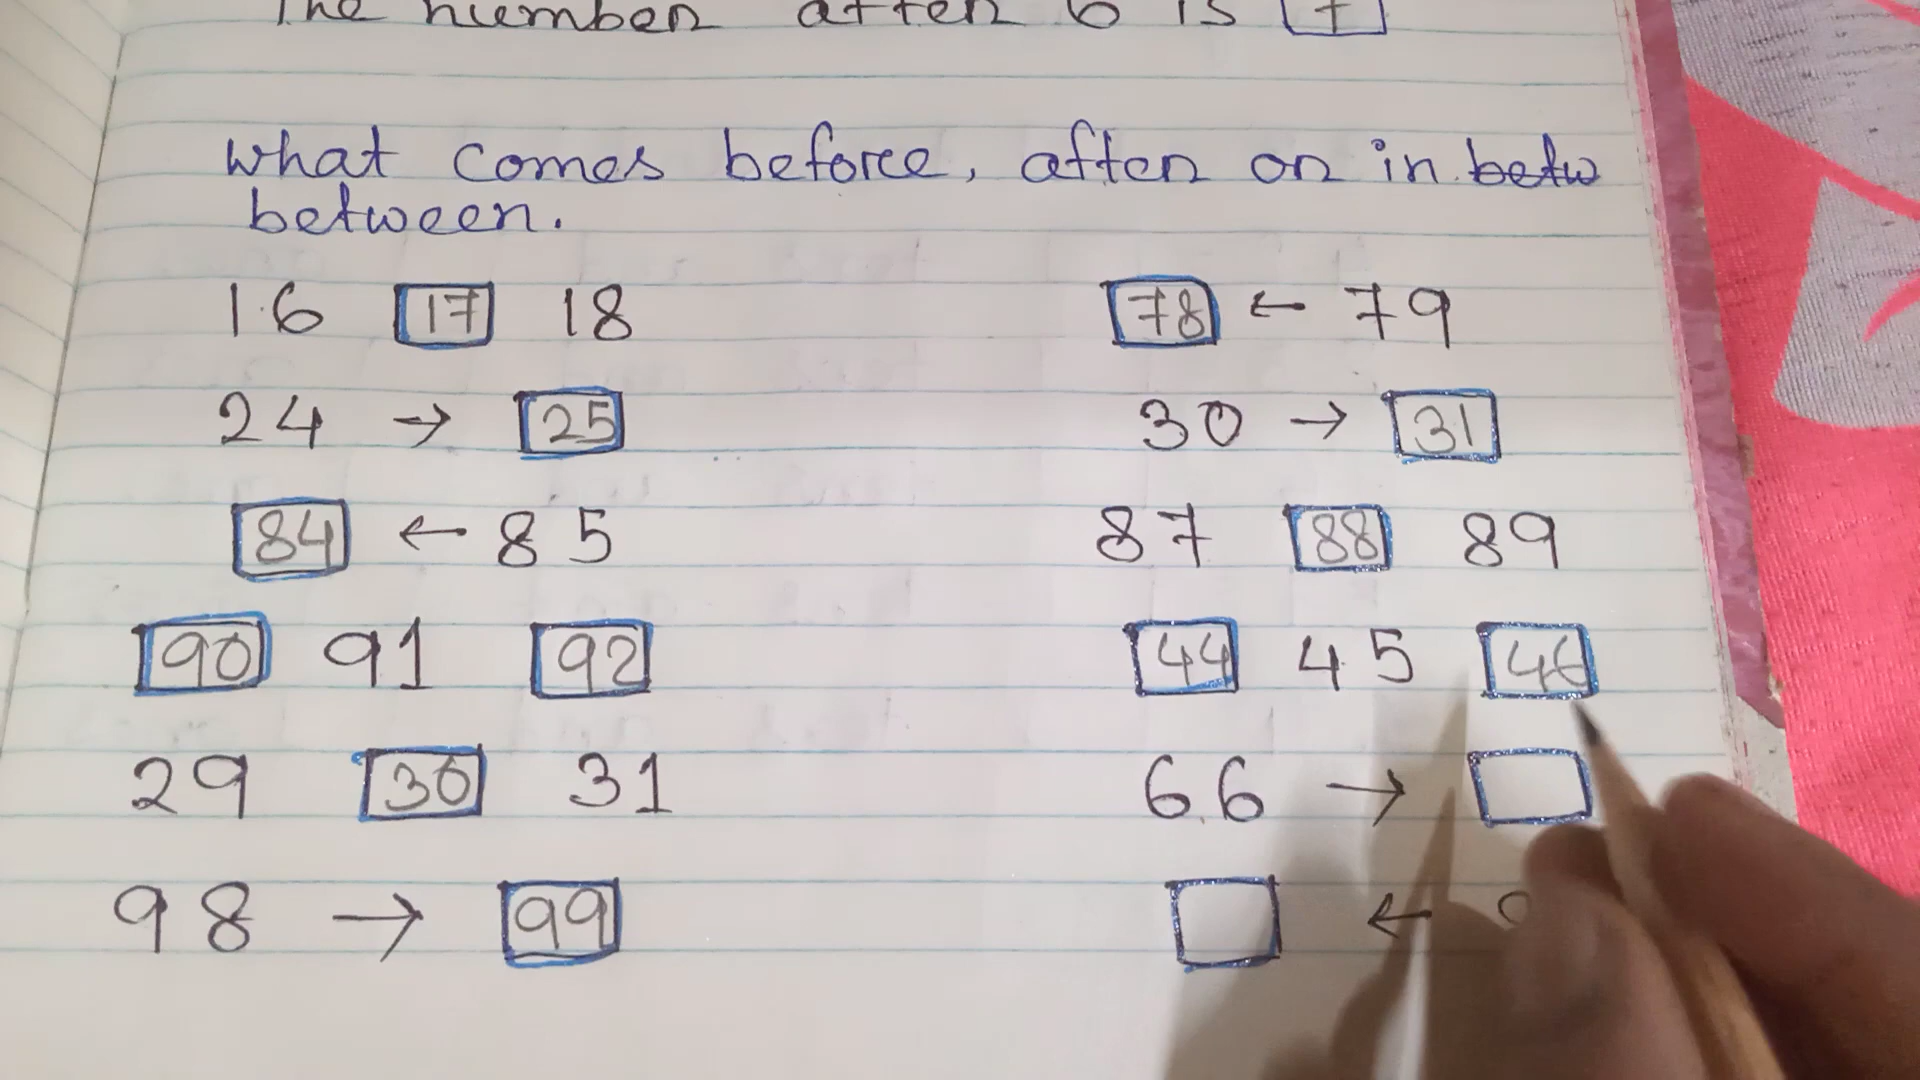 The number after 6 is 7
what comes before, after or in betw
between.
16 17 18
78 ← 79
24 → 25
30 → 31
84 ← 85
87 88 89
90 91 92
44 45 46
29 30 31
66 →
98 → 99
←